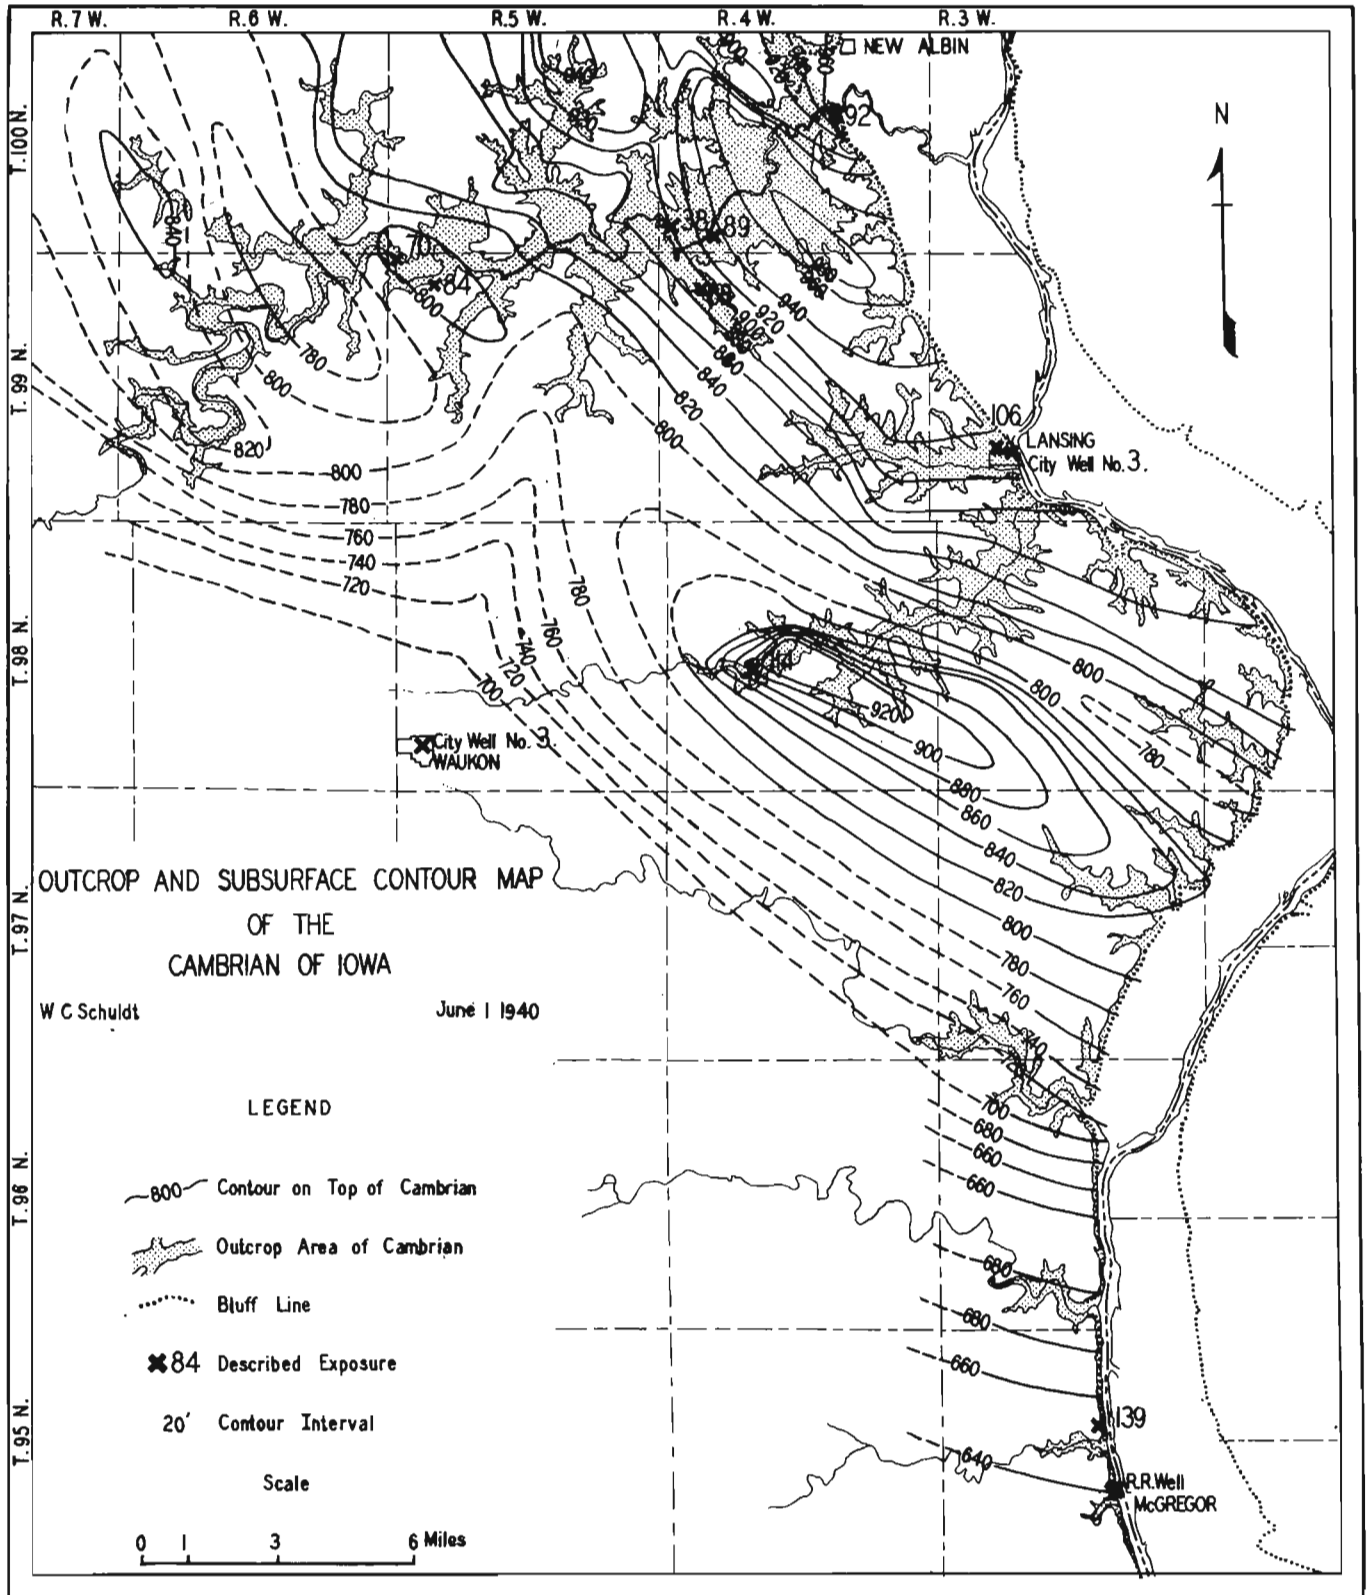 R.7 W. R.6 W. R.5 W. R.4 W. R.3 W.
NEW ALBIN
900
92
T.100 N.
N
840
70
84
800
89
940
920
900
T.99 N.
780
800
820
840
820
800
106
LANSING
City Well No. 3.
800
780
760
740
720
780
760
740
720
700
T.98 N.
800
800
780
920
900
880
860
840
820
800
780
760
740
City Well No. 3.
WAUKON
T.97 N.
OUTCROP AND SUBSURFACE CONTOUR MAP
OF THE
CAMBRIAN OF IOWA
W C Schuldt June 1 1940
LEGEND
800 Contour on Top of Cambrian
Outcrop Area of Cambrian
Bluff Line
84 Described Exposure
20' Contour Interval
Scale
0 1 3 6 Miles
T.96 N.
700
680
660
660
680
680
660
T.95 N.
139
640
R.R. Well
McGREGOR